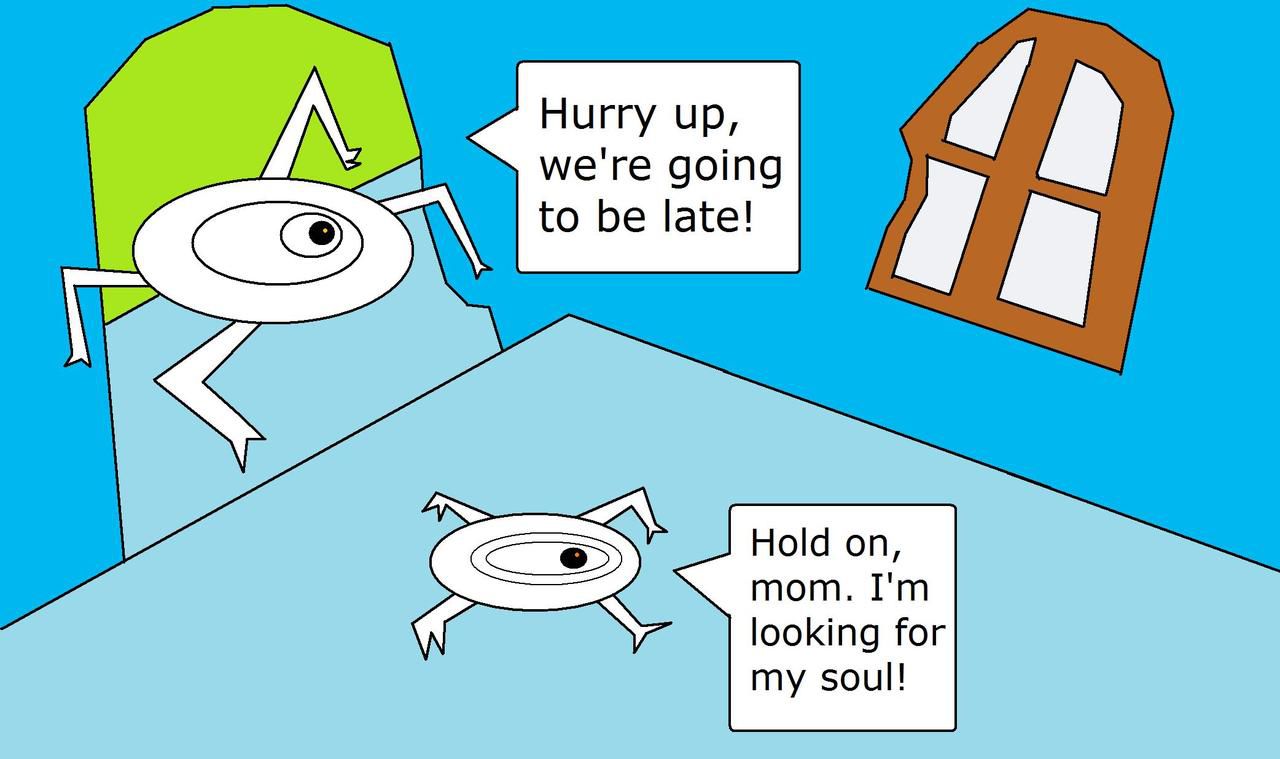 Hurry up,
we're going
to be late!
Hold on,
mom. I'm
looking for
my soul!